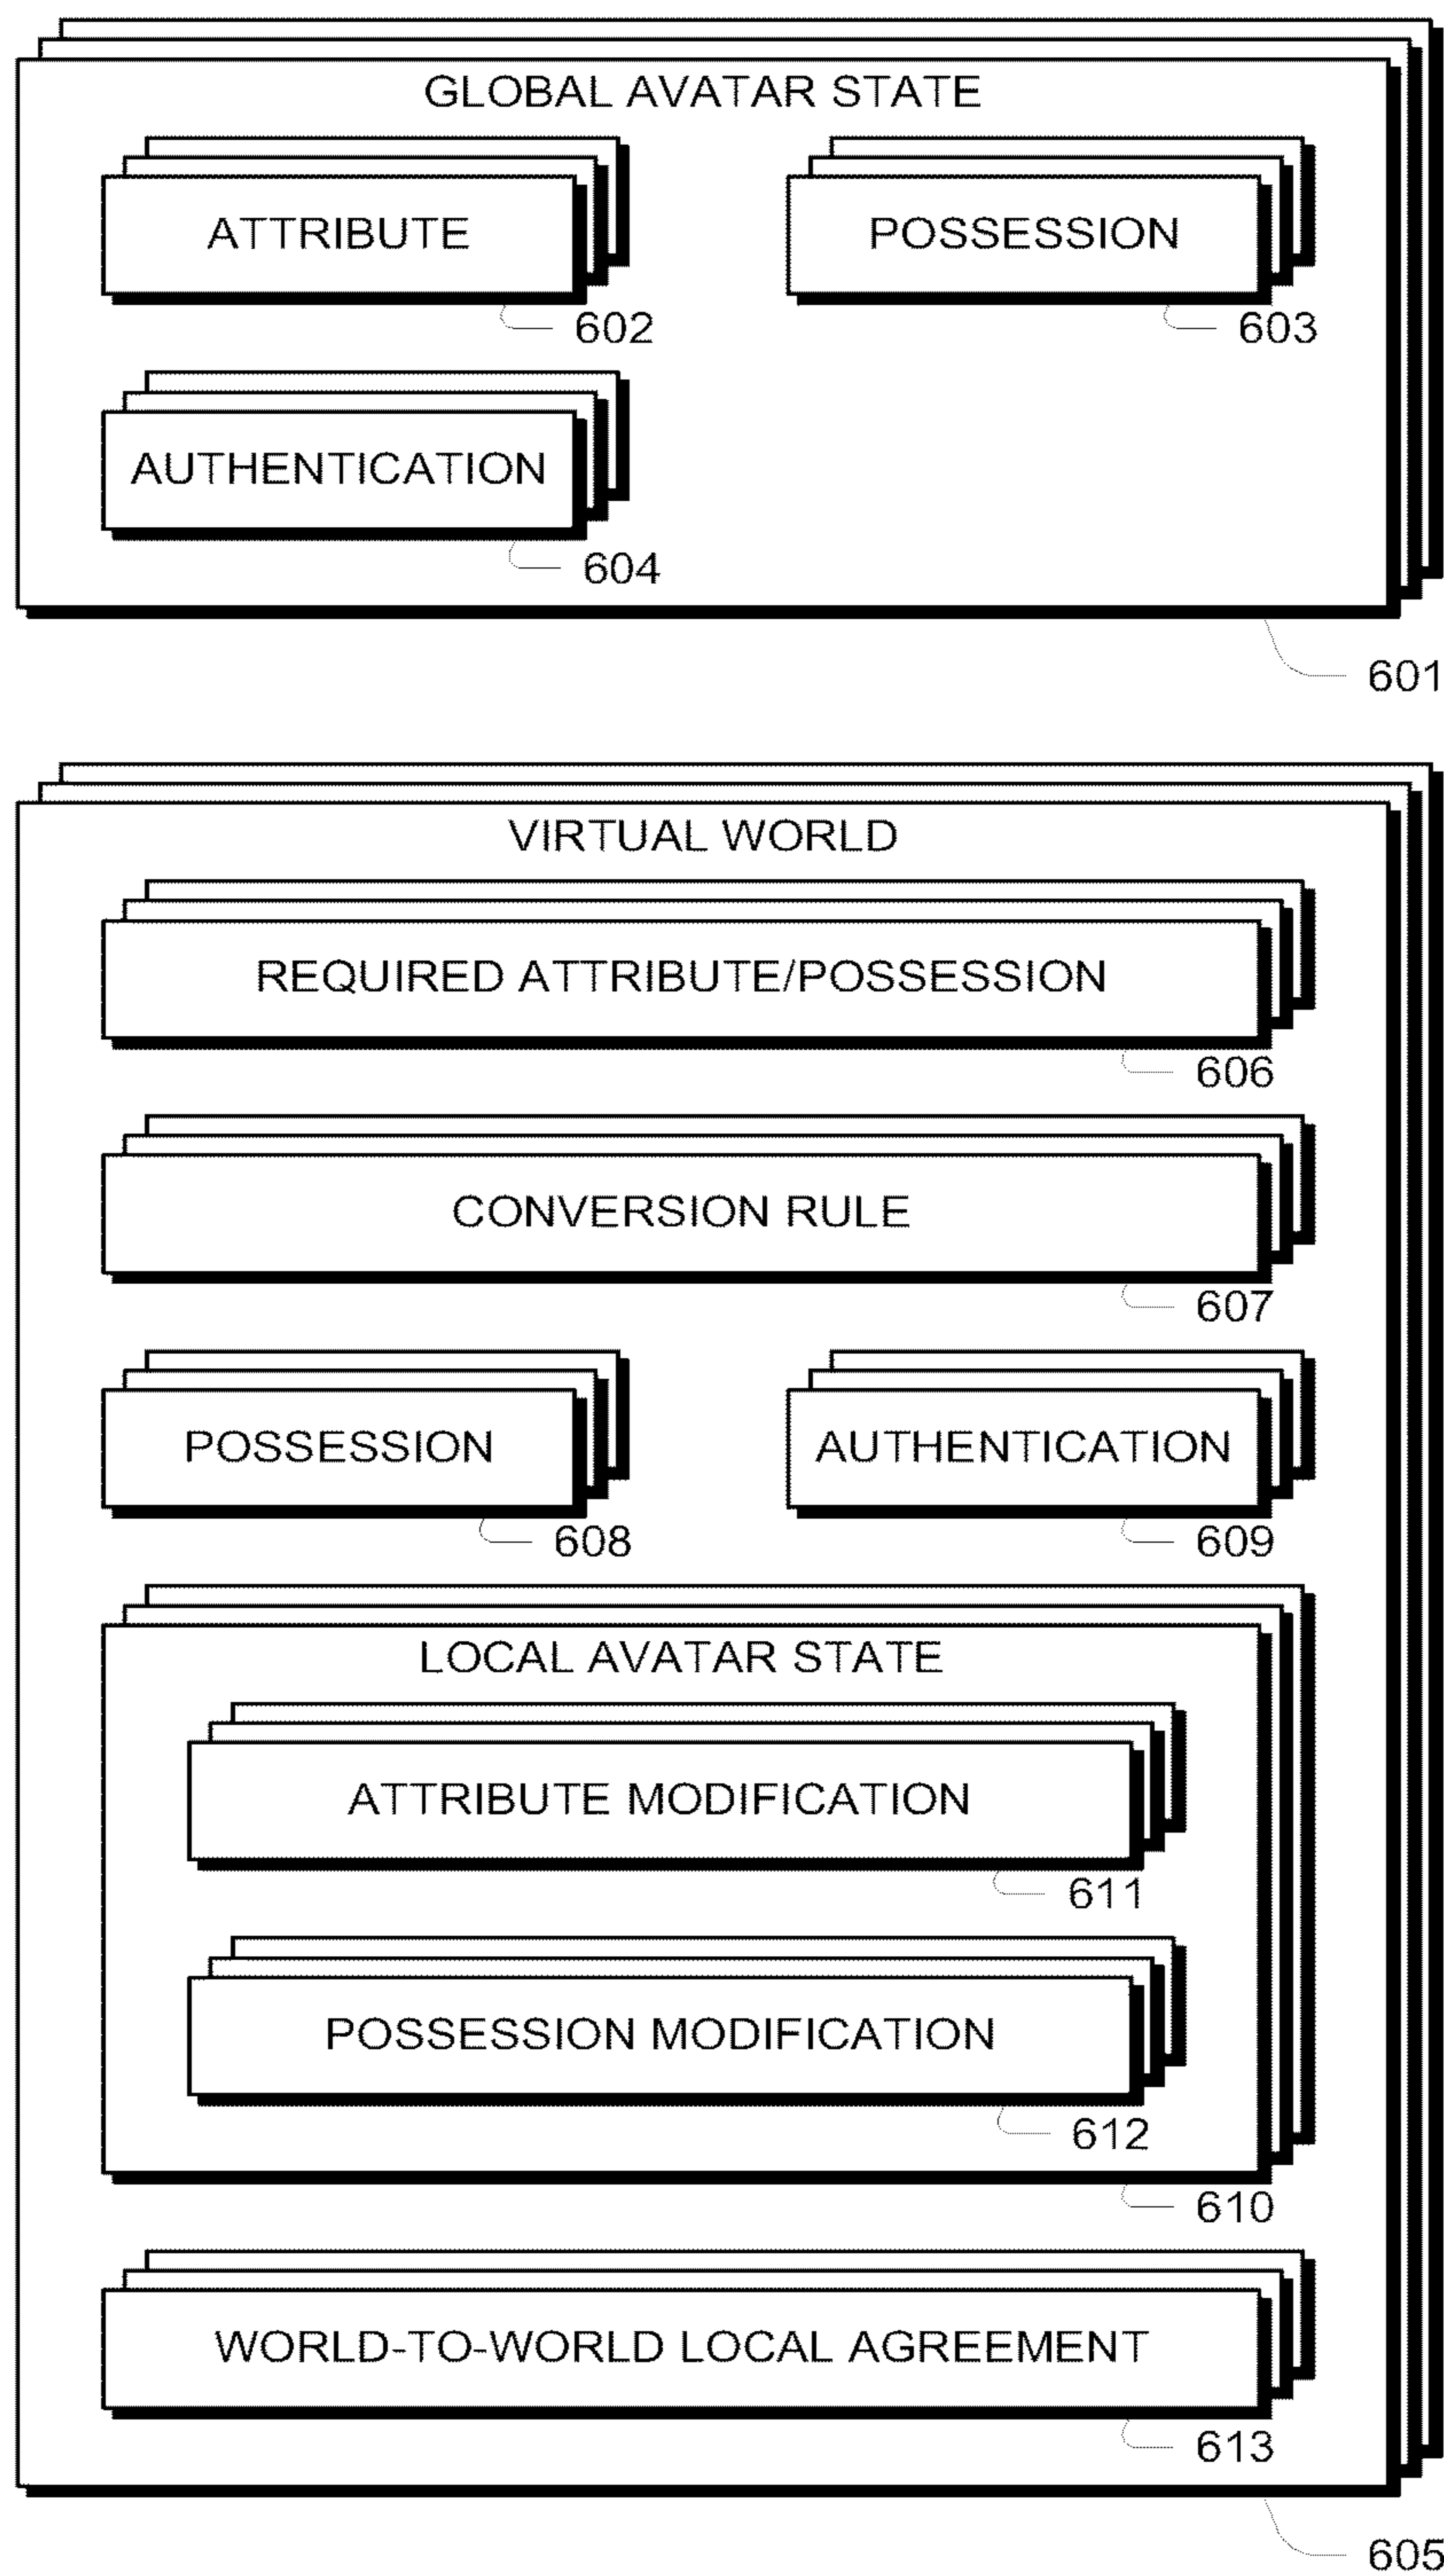 GLOBAL AVATAR STATE
ATTRIBUTE
POSSESSION
602
603
AUTHENTICATION
604
601
VIRTUAL WORLD
REQUIRED ATTRIBUTE/POSSESSION
606
CONVERSION RULE
607
POSSESSION
AUTHENTICATION
608
609
LOCAL AVATAR STATE
ATTRIBUTE MODIFICATION
611
POSSESSION MODIFICATION
612
610
WORLD-TO-WORLD LOCAL AGREEMENT
613
605